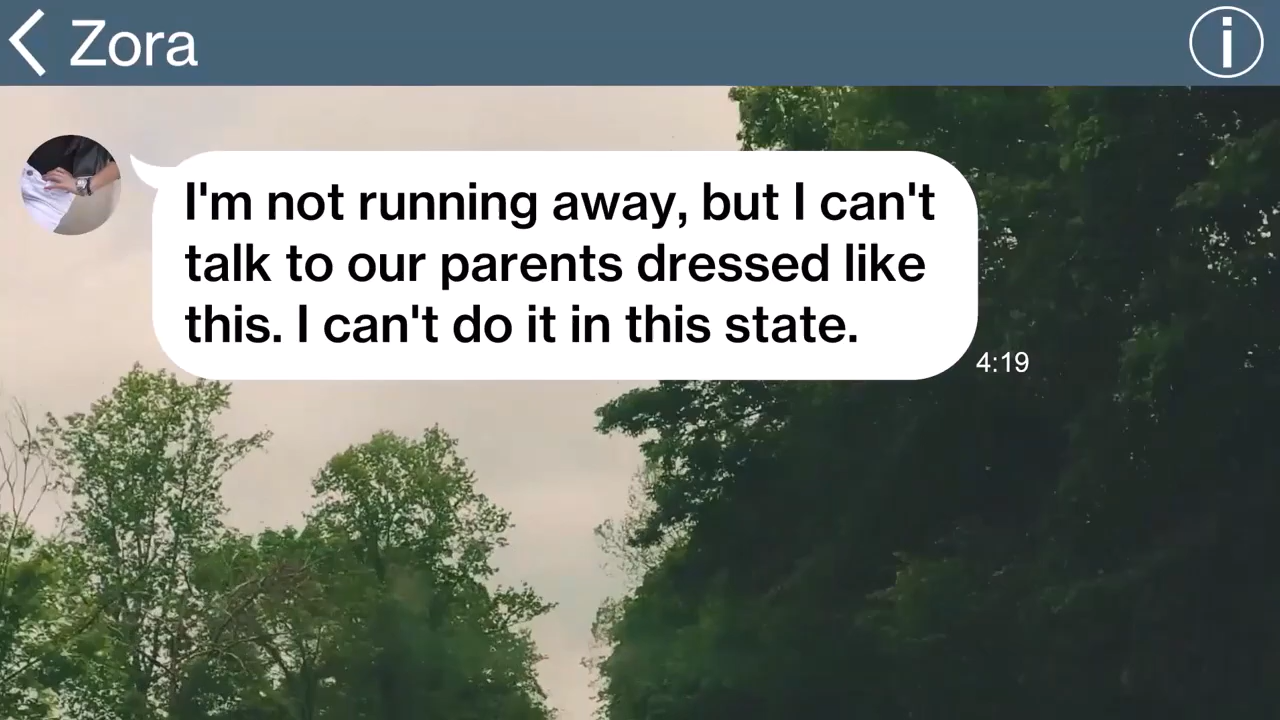 Zora
I'm not running away, but I can't
talk to our parents dressed like
this. I can't do it in this state.
4:19